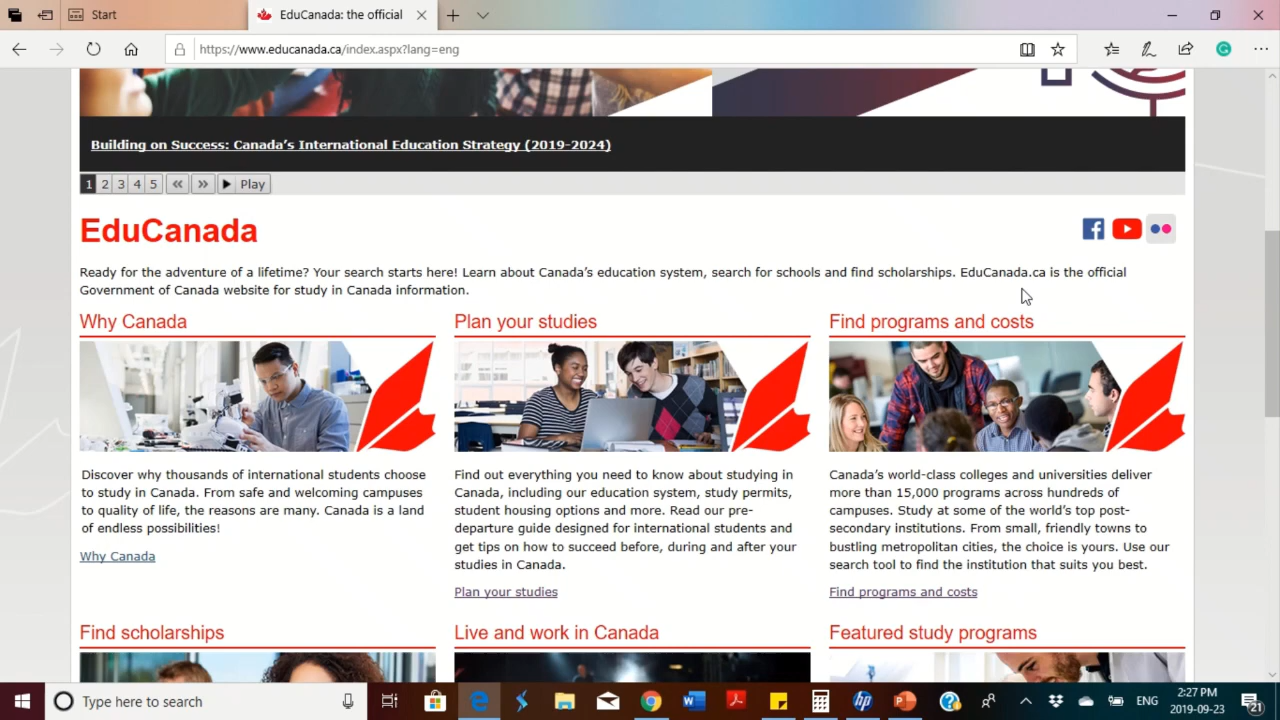 Start
EduCanada: the official
https://www.educanada.ca/index.aspx?lang=eng
Building on Success: Canada's International Education Strategy (2019-2024)
1 2 3 4 5 « » Play
EduCanada
Ready for the adventure of a lifetime? Your search starts here! Learn about Canada's education system, search for schools and find scholarships. EduCanada.ca is the official
Government of Canada website for study in Canada information.
Why Canada
Discover why thousands of international students choose
to study in Canada. From safe and welcoming campuses
to quality of life, the reasons are many. Canada is a land
of endless possibilities!
Why Canada
Plan your studies
Find out everything you need to know about studying in
Canada, including our education system, study permits,
student housing options and more. Read our pre-
departure guide designed for international students and
get tips on how to succeed before, during and after your
studies in Canada.
Plan your studies
Find programs and costs
Canada's world-class colleges and universities deliver
more than 15,000 programs across hundreds of
campuses. Study at some of the world's top post-
secondary institutions. From small, friendly towns to
bustling metropolitan cities, the choice is yours. Use our
search tool to find the institution that suits you best.
Find programs and costs
Find scholarships
Live and work in Canada
Featured study programs
Type here to search
ENG
2:27 PM
2019-09-23
21